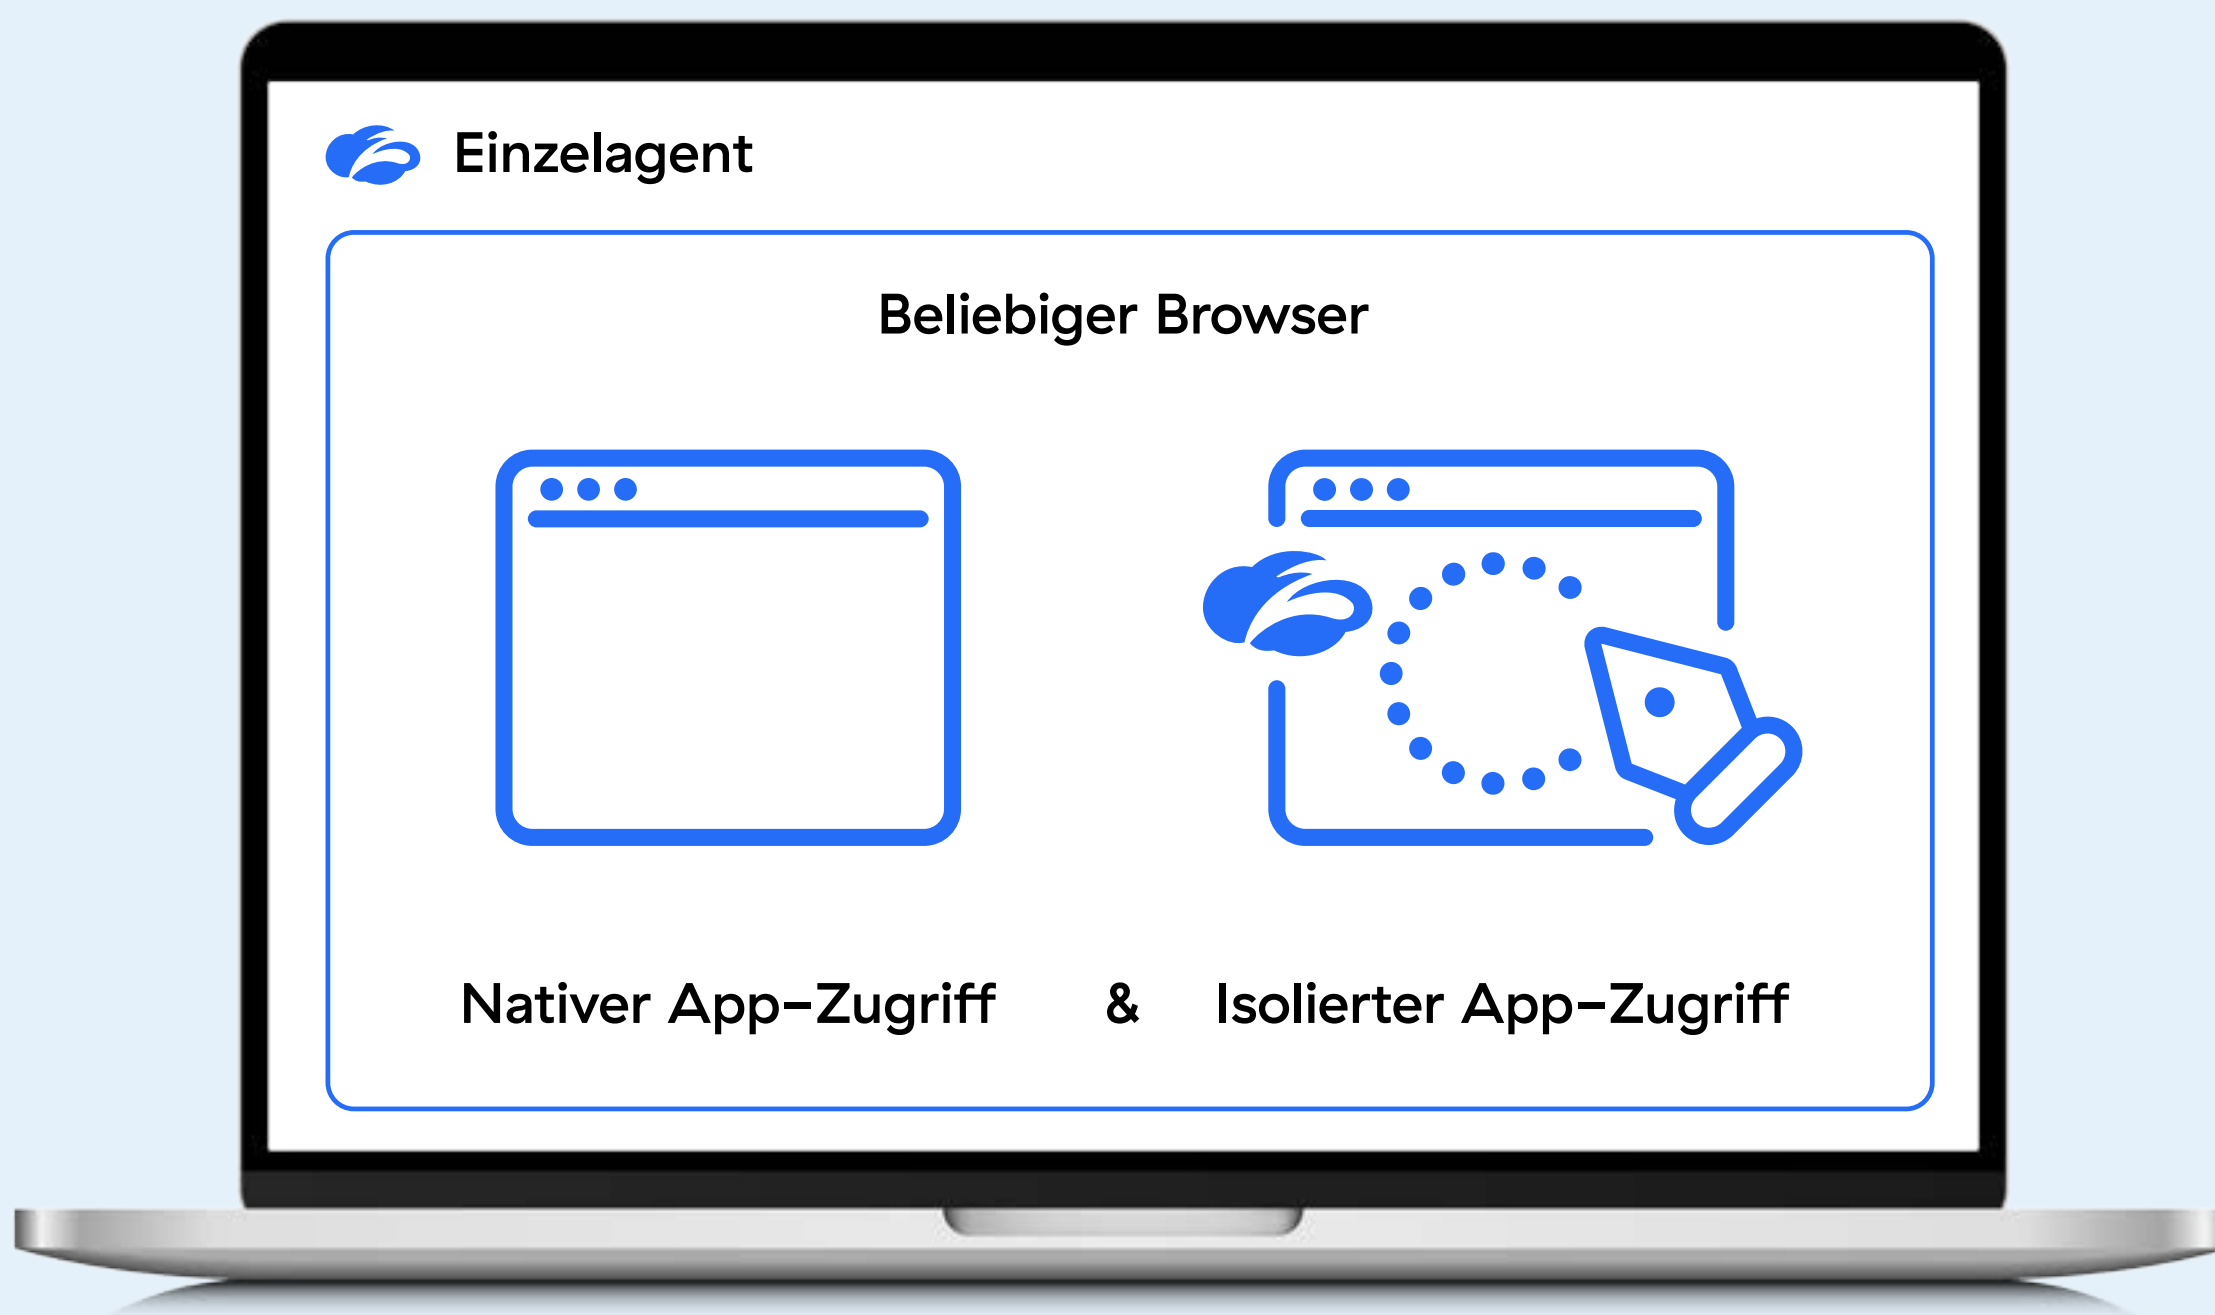 Einzelagent
Beliebiger Browser
Nativer App-Zugriff & Isolierter App-Zugriff